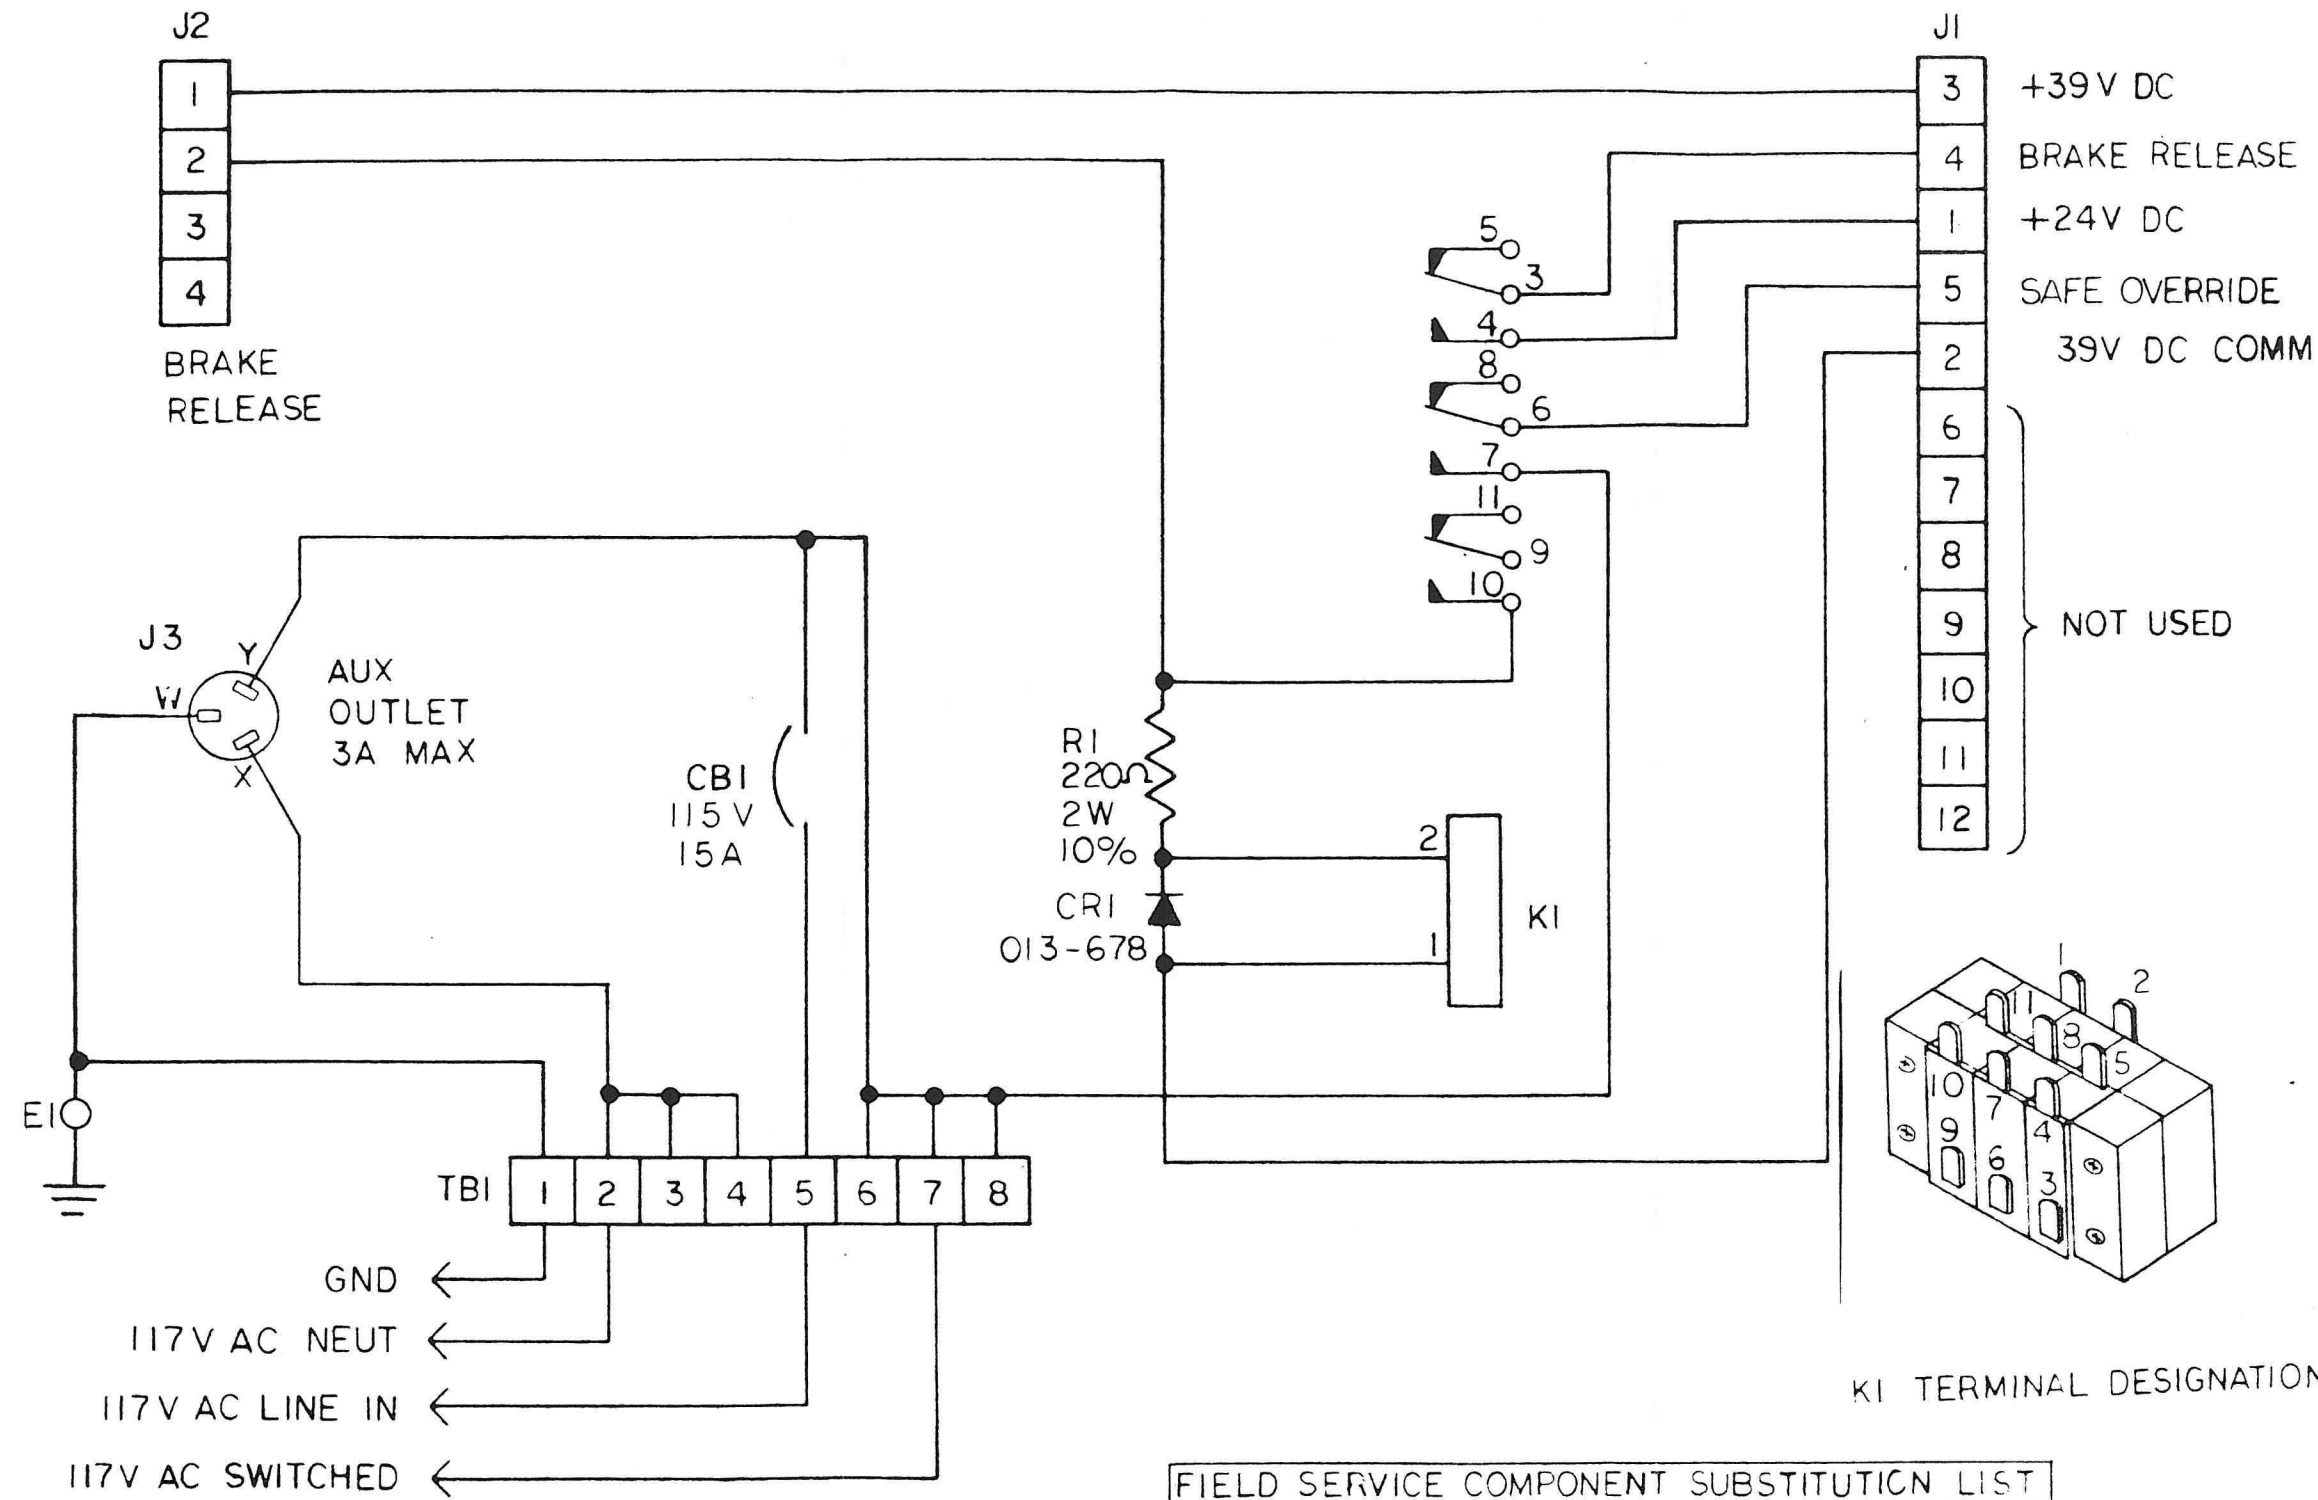 J2
1
2
3
4
BRAKE
RELEASE
J1
3 +39V DC
4 BRAKE RELEASE
1 +24V DC
5 SAFE OVERRIDE
2 39V DC COMM
6
7
8
9
10
11
12
NOT USED
5
3
4
8
6
7
11
9
10
J3
Y
W
X
AUX
OUTLET
3A MAX
CB1
115V
15A
R1
220Ω
2W
10%
CR1
013-678
2
1
K1
E1
TB1 1 2 3 4 5 6 7 8
GND
117V AC NEUT
117V AC LINE IN
117V AC SWITCHED
1
2
11
8
5
10
7
4
9
6
3
K1 TERMINAL DESIGNATION
FIELD SERVICE COMPONENT SUBSTITUTION LIST